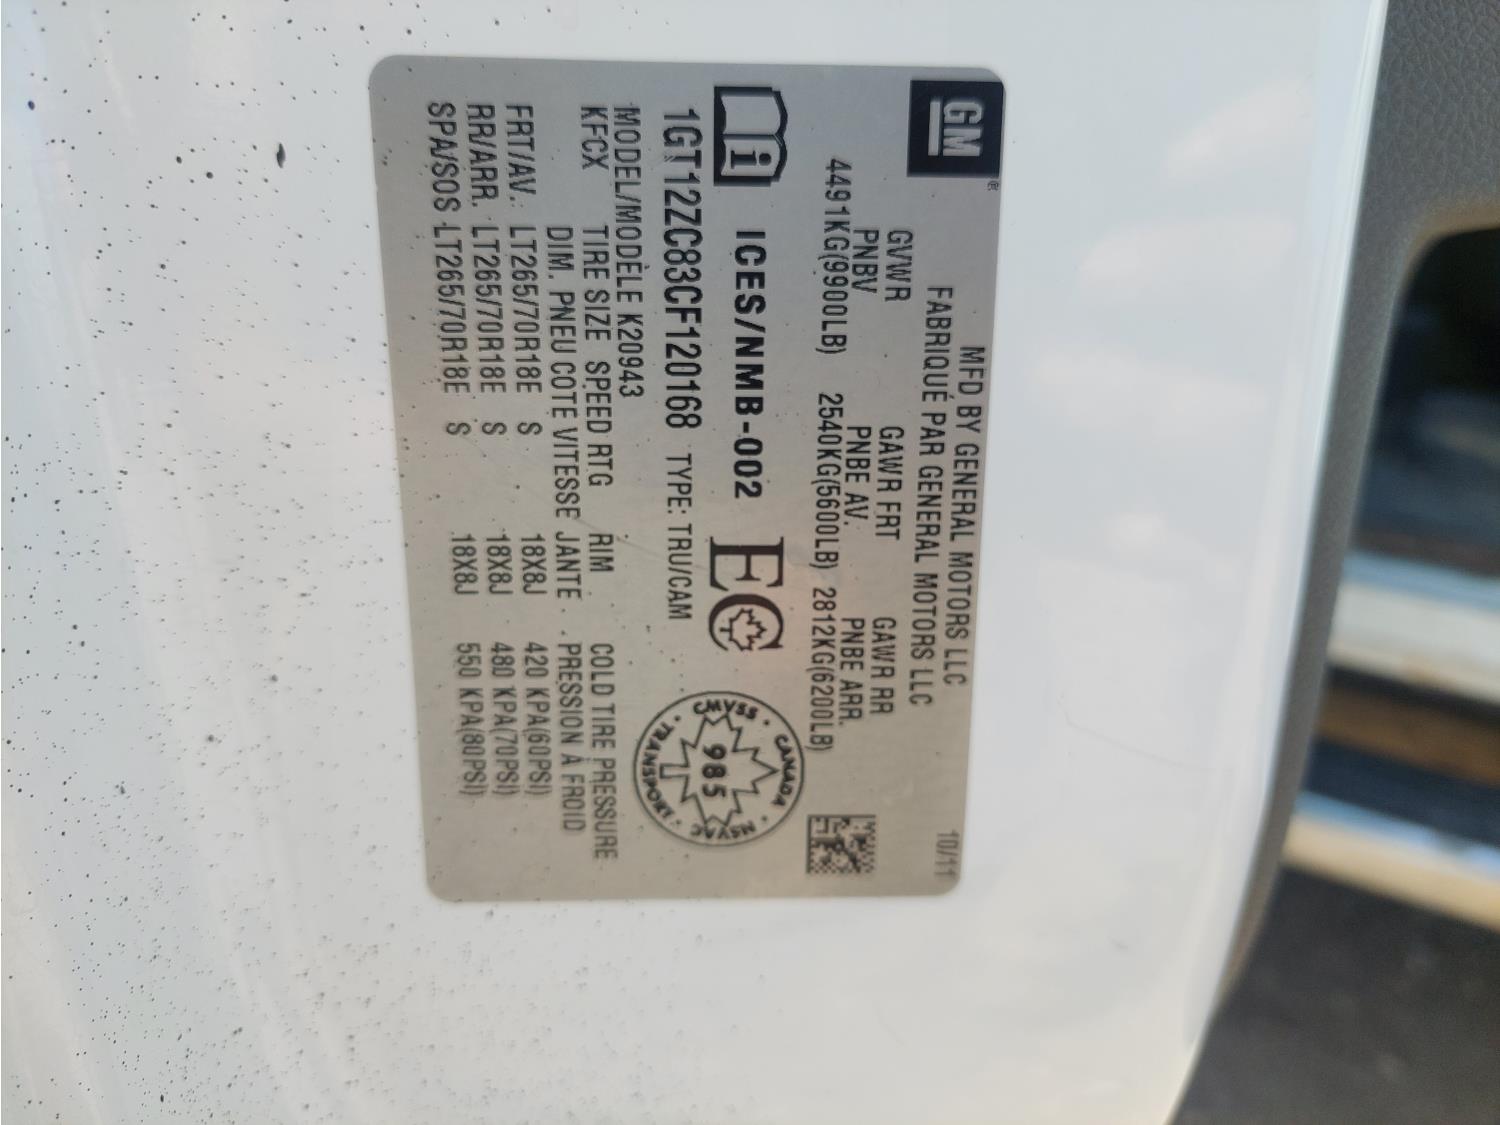 GM®
MFD BY GENERAL MOTORS LLC 10/11
FABRIQUÉ PAR GENERAL MOTORS LLC
GVWR GAWR FRT GAWR RR
PNBV PNBE AV. PNBE ARR.
4491KG(9900LB) 2540KG(5600LB) 2812KG(6200LB)
i ICES/NMB-002 EC
CANADA · NSVAC · TRANSPORT · CMVSS ·
985
1GT12ZC83CF120168 TYPE: TRU/CAM
MODEL/MODÈLE K20943
KFCX TIRE SIZE SPEED RTG RIM COLD TIRE PRESSURE
DIM. PNEU COTE VITESSE JANTE PRESSION À FROID
FRT/AV. LT265/70R18E S 18X8J 420 KPA(60PSI)
RR/ARR. LT265/70R18E S 18X8J 480 KPA(70PSI)
SPA/SOS LT265/70R18E S 18X8J 550 KPA(80PSI)